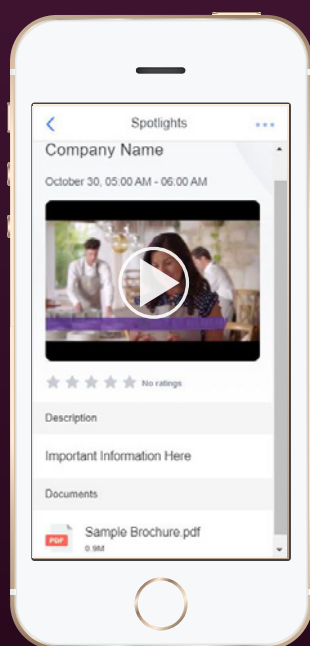 Spotlights
Company Name
October 30, 05:00 AM - 06:00 AM
No ratings
Description
Important Information Here
Documents
PDF
Sample Brochure.pdf
0.9M